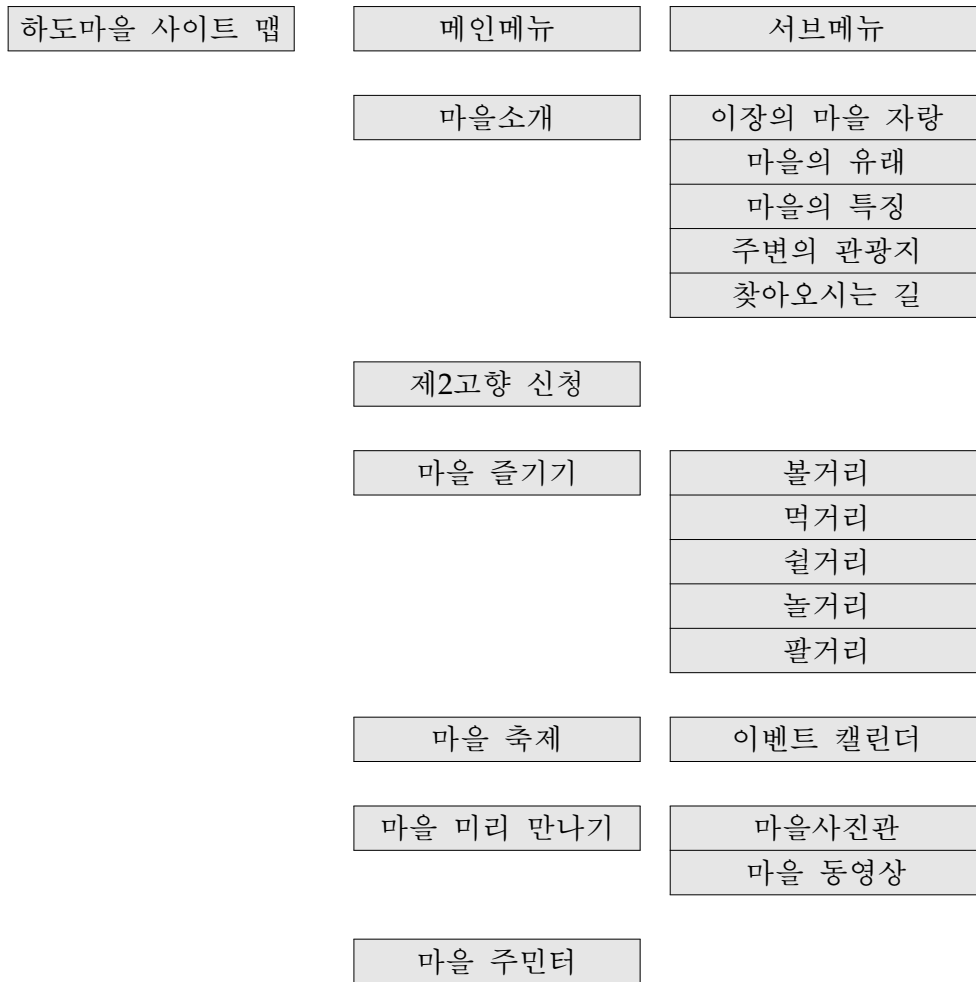 하도마을 사이트 맵 메인메뉴 서브메뉴
마을소개 이장의 마을 자랑
마을의 유래
마을의 특징
주변의 관광지
찾아오시는 길
제2고향 신청
마을 즐기기 볼거리
먹거리
쉴거리
놀거리
팔거리
마을 축제 이벤트 캘린더
마을 미리 만나기 마을사진관
마을 동영상
마을 주민터